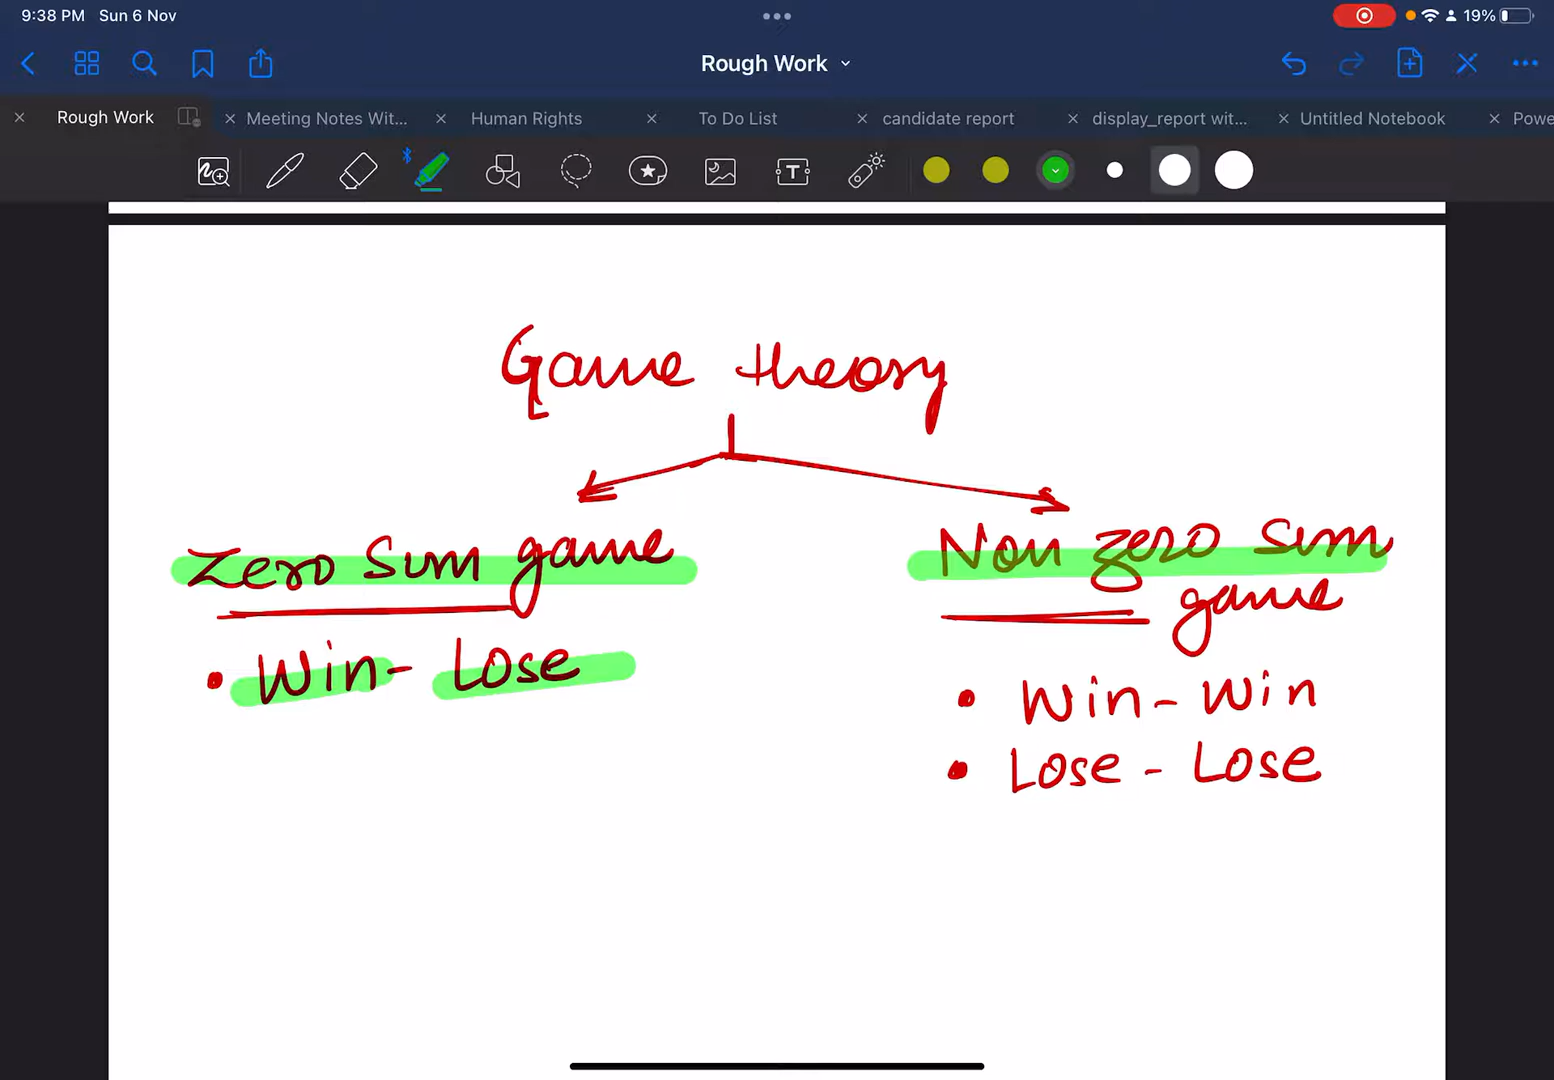 9:38 PM Sun 6 Nov
19%
Rough Work
Rough Work
Meeting Notes Wit...
Human Rights
To Do List
candidate report
display_report wit...
Untitled Notebook
Powe
T
Game theory
Zero Sum game
Non zero sum
game
• Win - Lose
• Win - Win
• Lose - Lose